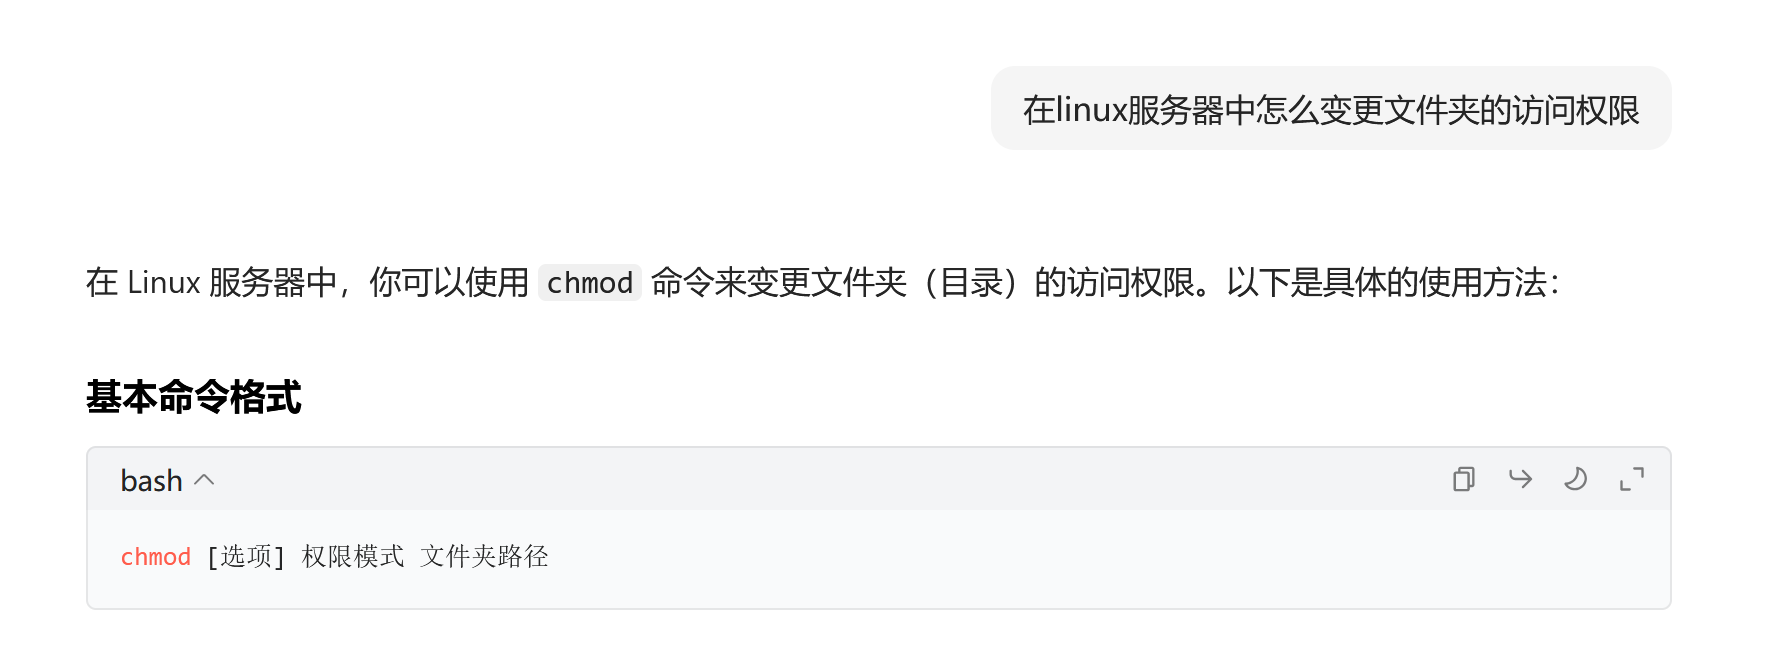 在linux服务器中怎么变更文件夹的访问权限
在 Linux 服务器中，你可以使用 chmod 命令来变更文件夹（目录）的访问权限。以下是具体的使用方法：
基本命令格式
bash
chmod [选项] 权限模式 文件夹路径